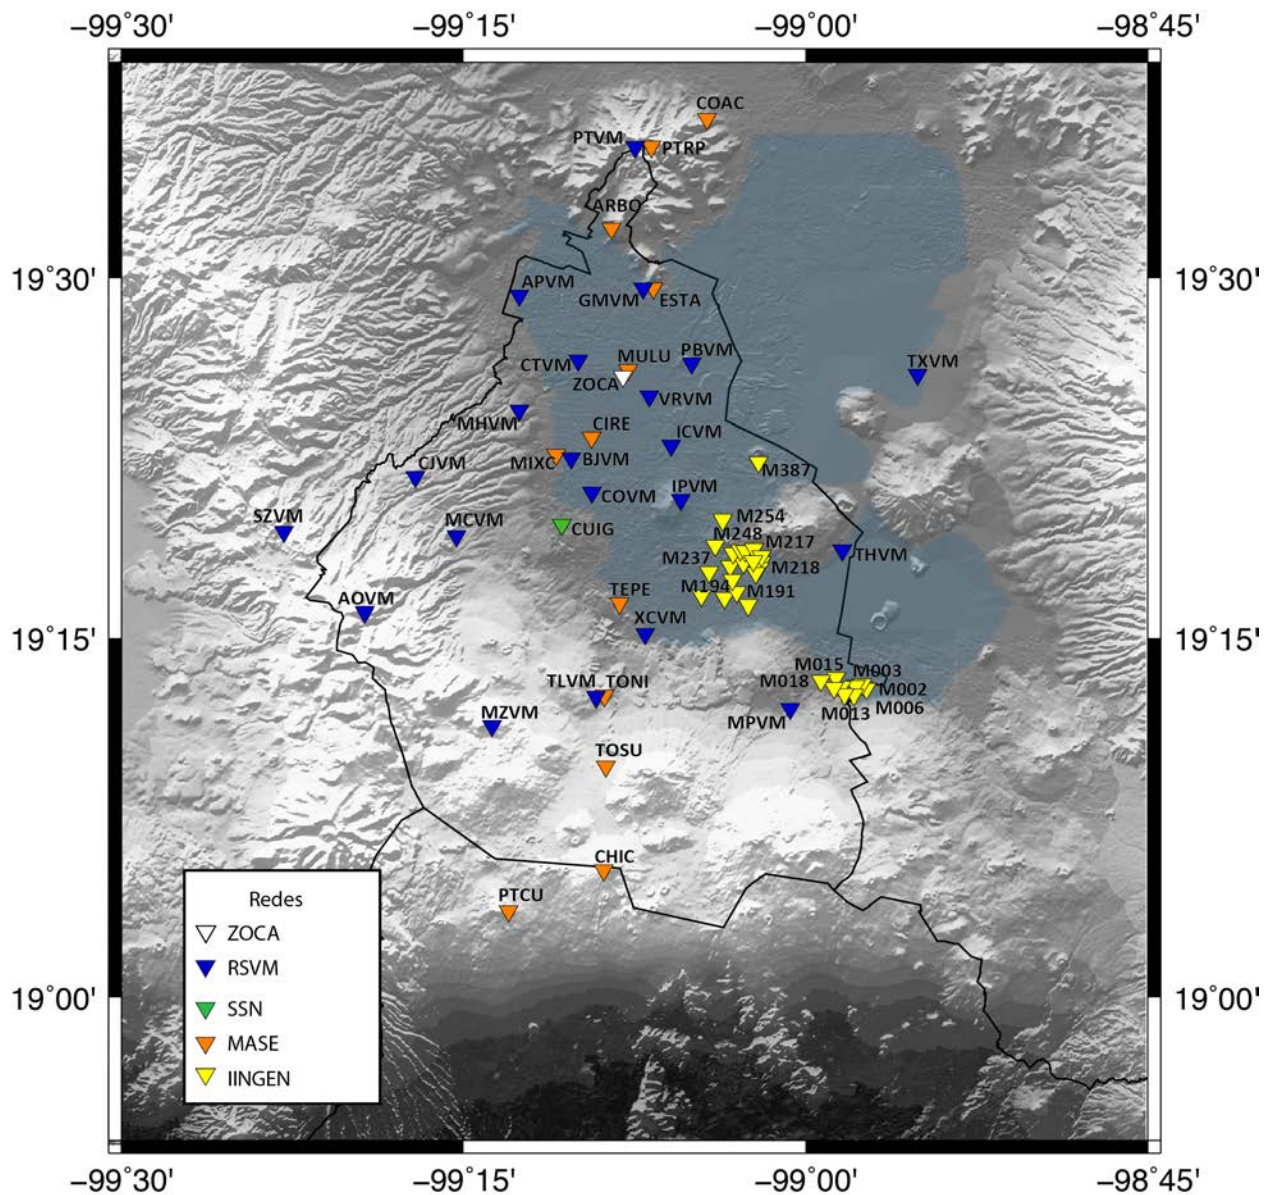 −99˚30' −99˚15' −99˚00' −98˚45'
COAC
PTVM PTRP
ARBO
19˚30' 19˚30'
APVM
GMVM ESTA
CTVM MULU PBVM TXVM
ZOCA
VRVM
MHVM
CIRE ICVM
MIXC BJVM M387
CJVM
COVM IPVM
SZVM MCVM CUIG M254
M248 M217
M237 THVM
M218
M194 M191
AOVM TEPE
XCVM
19˚15' 19˚15'
M015 M003
M018 M002
TLVM TONI
M006
MZVM MPVM M013
TOSU
CHIC
PTCU
Redes
ZOCA
RSVM
SSN
MASE
IINGEN
19˚00' 19˚00'
−99˚30' −99˚15' −99˚00' −98˚45'